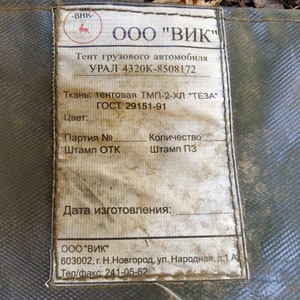 -ВИК-
ООО "ВИК"
Тент грузового автомобиля
УРАЛ 4320К-8508172
Ткань: тентовая ТМП-2-ХЛ "ТЕЗА"
ГОСТ 29151-91
Цвет:
Партия № Количество
Штамп ОТК Штамп ПЗ
Дата изготовления:
ООО "ВИК"
603002, г. Н.Новгород, ул. Народная, д.1 А
Тел/факс: 241-05-62